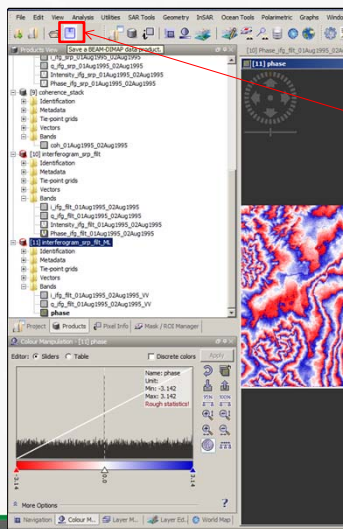 File Edit View Analysis Utilities SAR Tools Geometry InSAR Ocean Tools Polarimetric Graphs Windo
Products View
Save a BEAM-DIMAP data product.
[10] Phase_ifg_filt_01Aug1995_02A
[11] phase
i_ifg_srp_01Aug1995_02Aug1995
q_ifg_srp_01Aug1995_02Aug1995
Intensity_ifg_srp_01Aug1995_02Aug1995
Phase_ifg_srp_01Aug1995_02Aug1995
[9] coherence_stack
Identification
Metadata
Tie-point grids
Vectors
Bands
coh_01Aug1995_02Aug1995
[10] interferogram_srp_filt
Identification
Metadata
Tie-point grids
Vectors
Bands
i_ifg_filt_01Aug1995_02Aug1995
q_ifg_filt_01Aug1995_02Aug1995
Intensity_ifg_filt_01Aug1995_02Aug1995
Phase_ifg_filt_01Aug1995_02Aug1995
[11] interferogram_srp_filt_ML
Identification
Metadata
Tie-point grids
Vectors
Bands
i_ifg_filt_01Aug1995_02Aug1995_VV
q_ifg_filt_01Aug1995_02Aug1995_VV
phase
Project Products Pixel Info Mask / ROI Manager
Colour Manipulation - [11] phase
Editor: Sliders Table Discrete colors Apply
Name: phase
Unit:
Min: -3.142
Max: 3.142
Rough statistics!
95% 100%
-3.14 0.0 3.14
More Options
Navigation Colour M... Layer M... Layer Ed... World Map